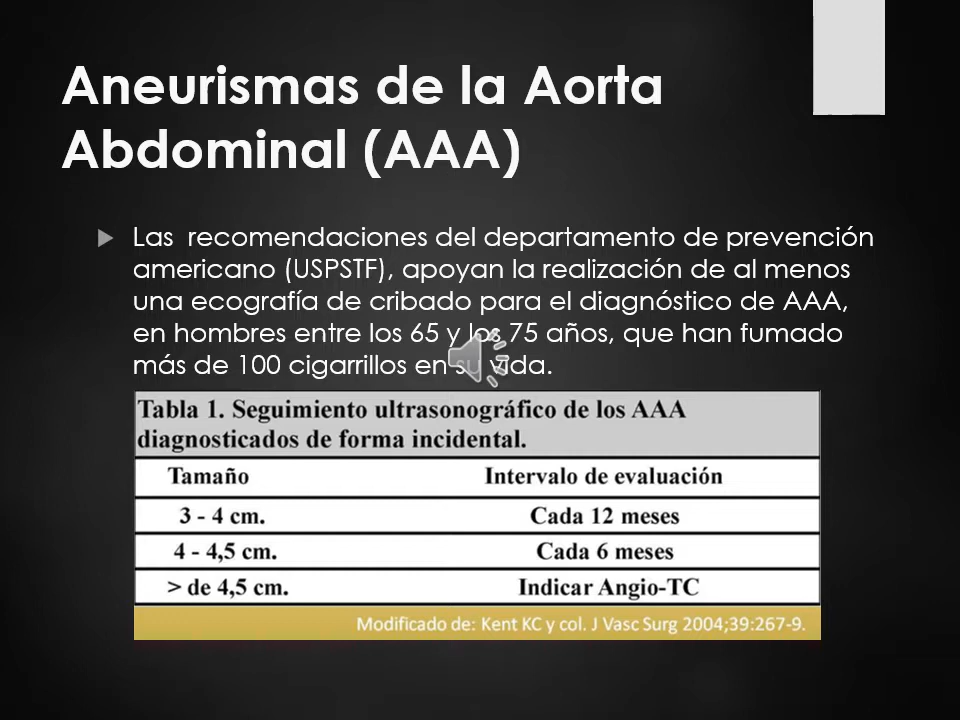 Aneurismas de la Aorta
Abdominal (AAA)
Las recomendaciones del departamento de prevención
americano (USPSTF), apoyan la realización de al menos
una ecografía de cribado para el diagnóstico de AAA,
en hombres entre los 65 y los 75 años, que han fumado
más de 100 cigarrillos en su vida.
Tabla 1. Seguimiento ultrasonográfico de los AAA
diagnosticados de forma incidental.
Tamaño Intervalo de evaluación
3 - 4 cm. Cada 12 meses
4 - 4,5 cm. Cada 6 meses
> de 4,5 cm. Indicar Angio-TC
Modificado de: Kent KC y col. J Vasc Surg 2004;39:267-9.